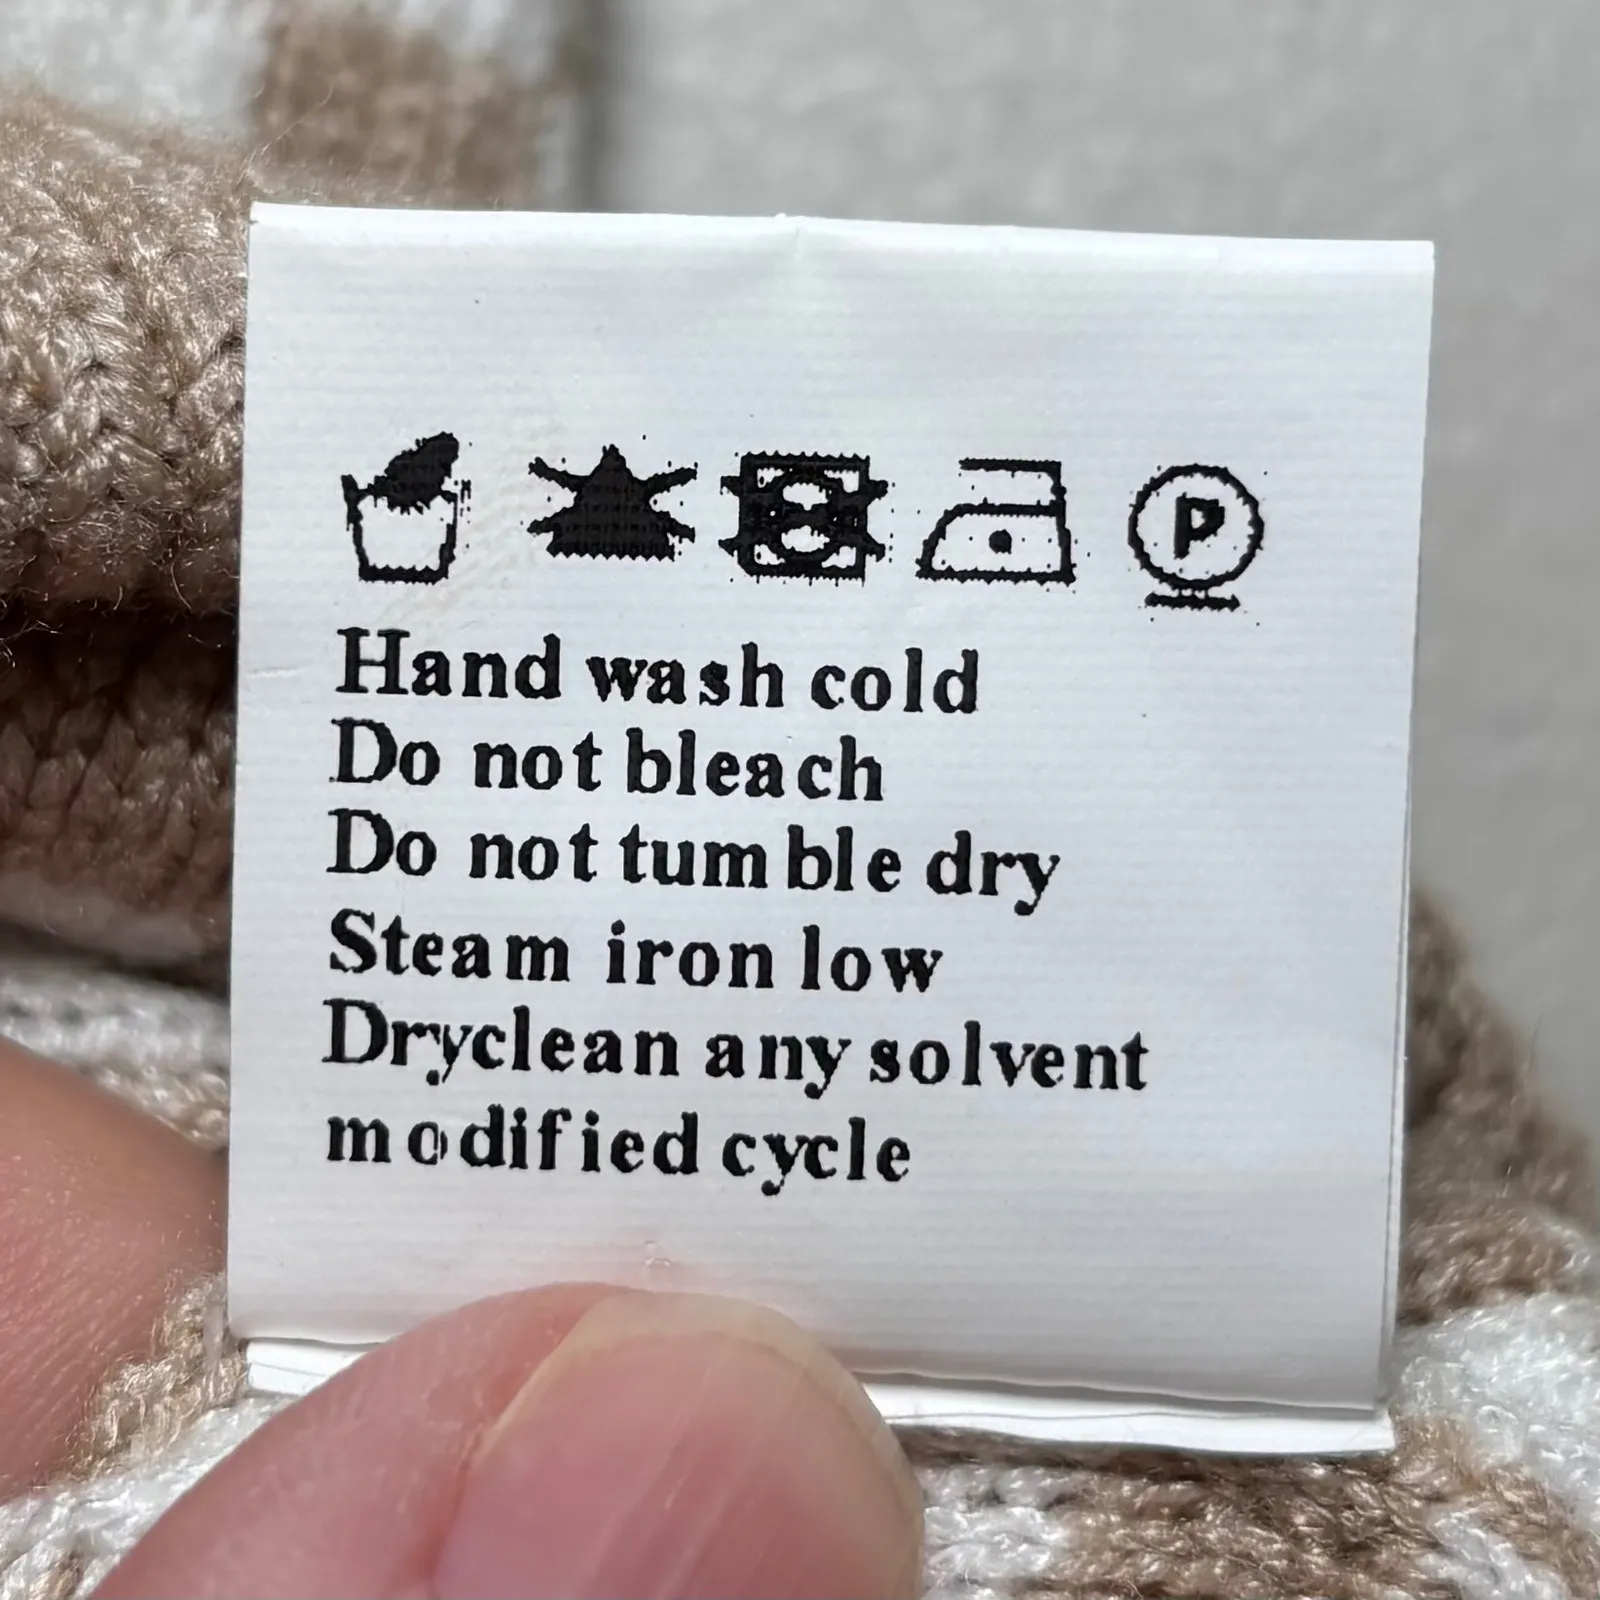 P
Hand wash cold
Do not bleach
Do not tumble dry
Steam iron low
Dryclean any solvent
modified cycle